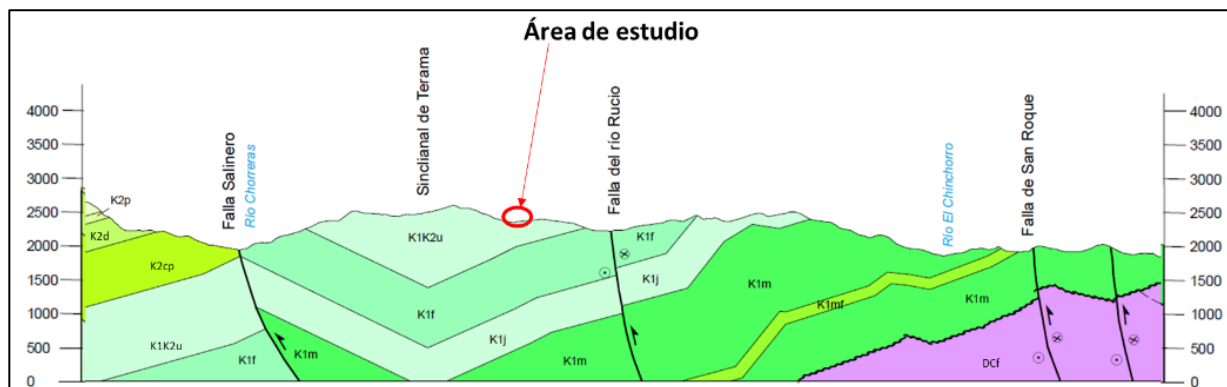 Área de estudio
Falla Salinero
Río Chorreras
Sinclianal de Terama
Falla del río Rucio
Río El Chinchorro
Falla de San Roque
4000
3500
3000
2500
2000
1500
1000
500
0
4000
3500
3000
2500
2000
1500
1000
500
0
K2p
K2d
K2cp
K1K2u
K1f
K1m
K1K2u
K1f
K1j
K1m
K1f
K1j
K1m
K1mf
K1m
DCf